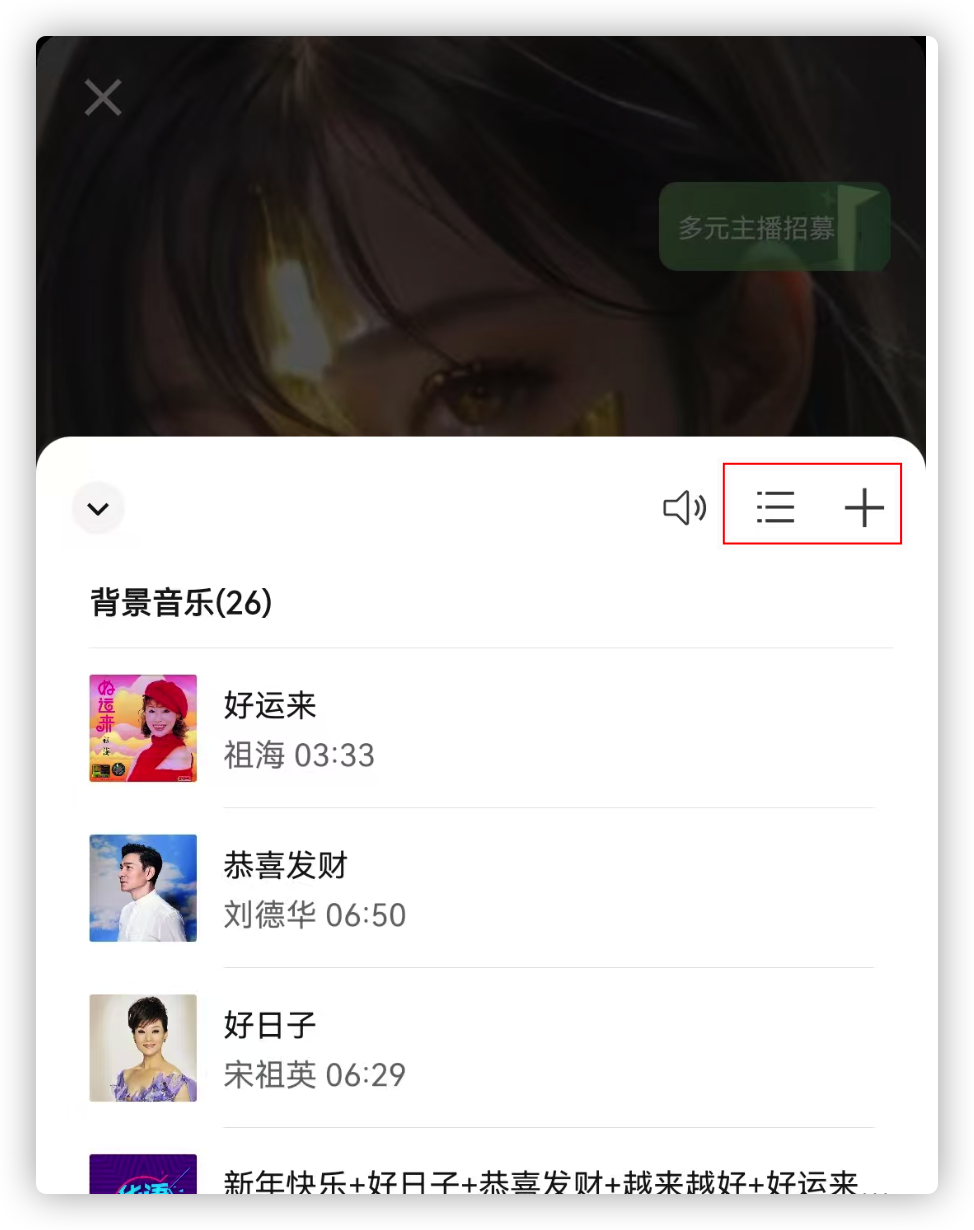 多元主播招募
背景音乐(26)
好运来
祖海 03:33
恭喜发财
刘德华 06:50
好日子
宋祖英 06:29
新年快乐+好日子+恭喜发财+越来越好+好运来...